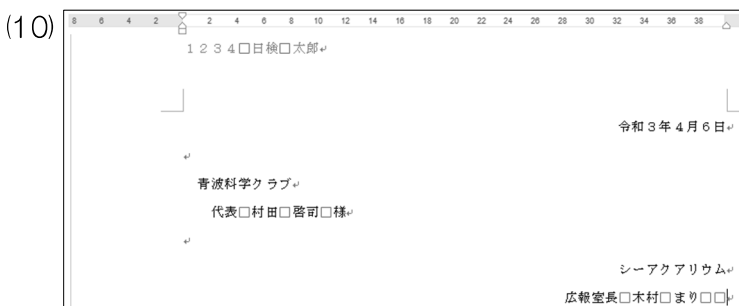 (10)
8 6 4 2 2 4 6 8 10 12 14 16 18 20 22 24 26 28 30 32 34 36 38
１２３４□日検□太郎↵
令和３年４月６日↵
↵
青波科学クラブ↵
代表□村田□啓司□様↵
↵
シーアクアリウム↵
広報室長□木村□まり□□↵